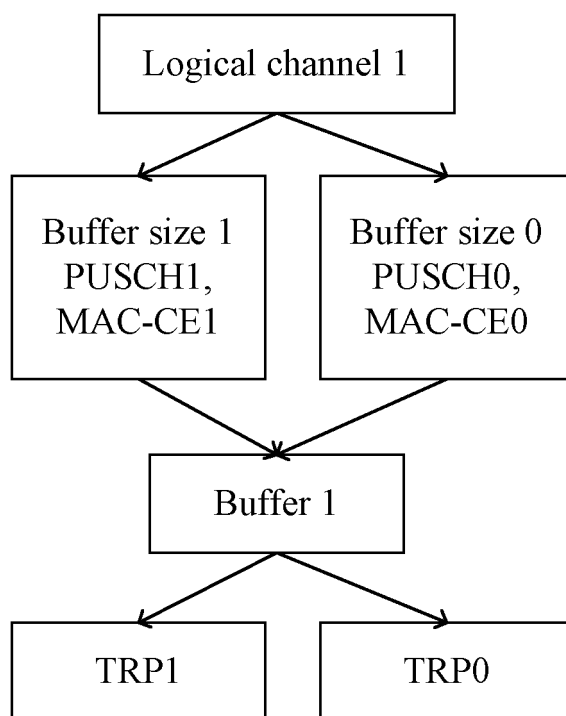 Logical channel 1
Buffer size 1
PUSCH1,
MAC-CE1
Buffer size 0
PUSCH0,
MAC-CE0
Buffer 1
TRP1
TRP0